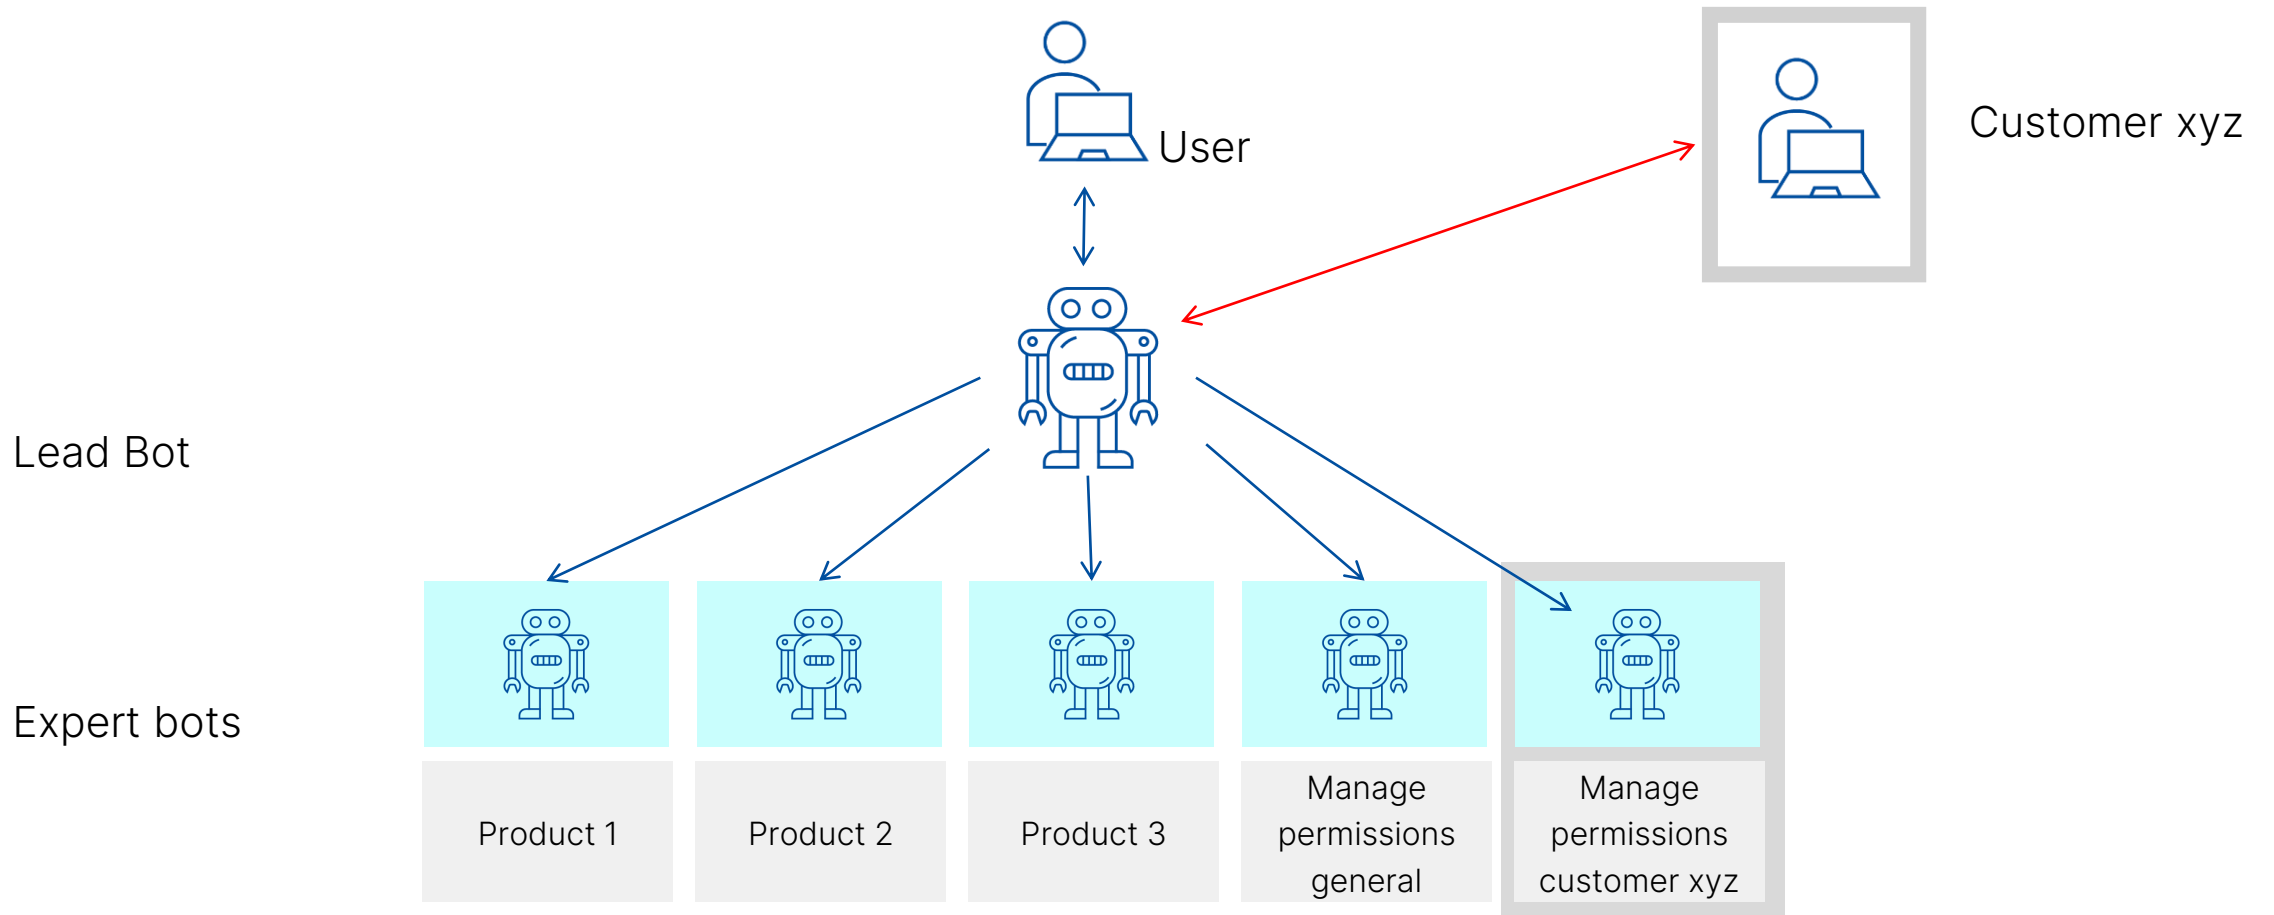 User
Customer xyz
Lead Bot
Expert bots
Product 1
Product 2
Product 3
Manage
permissions
general
Manage
permissions
customer xyz